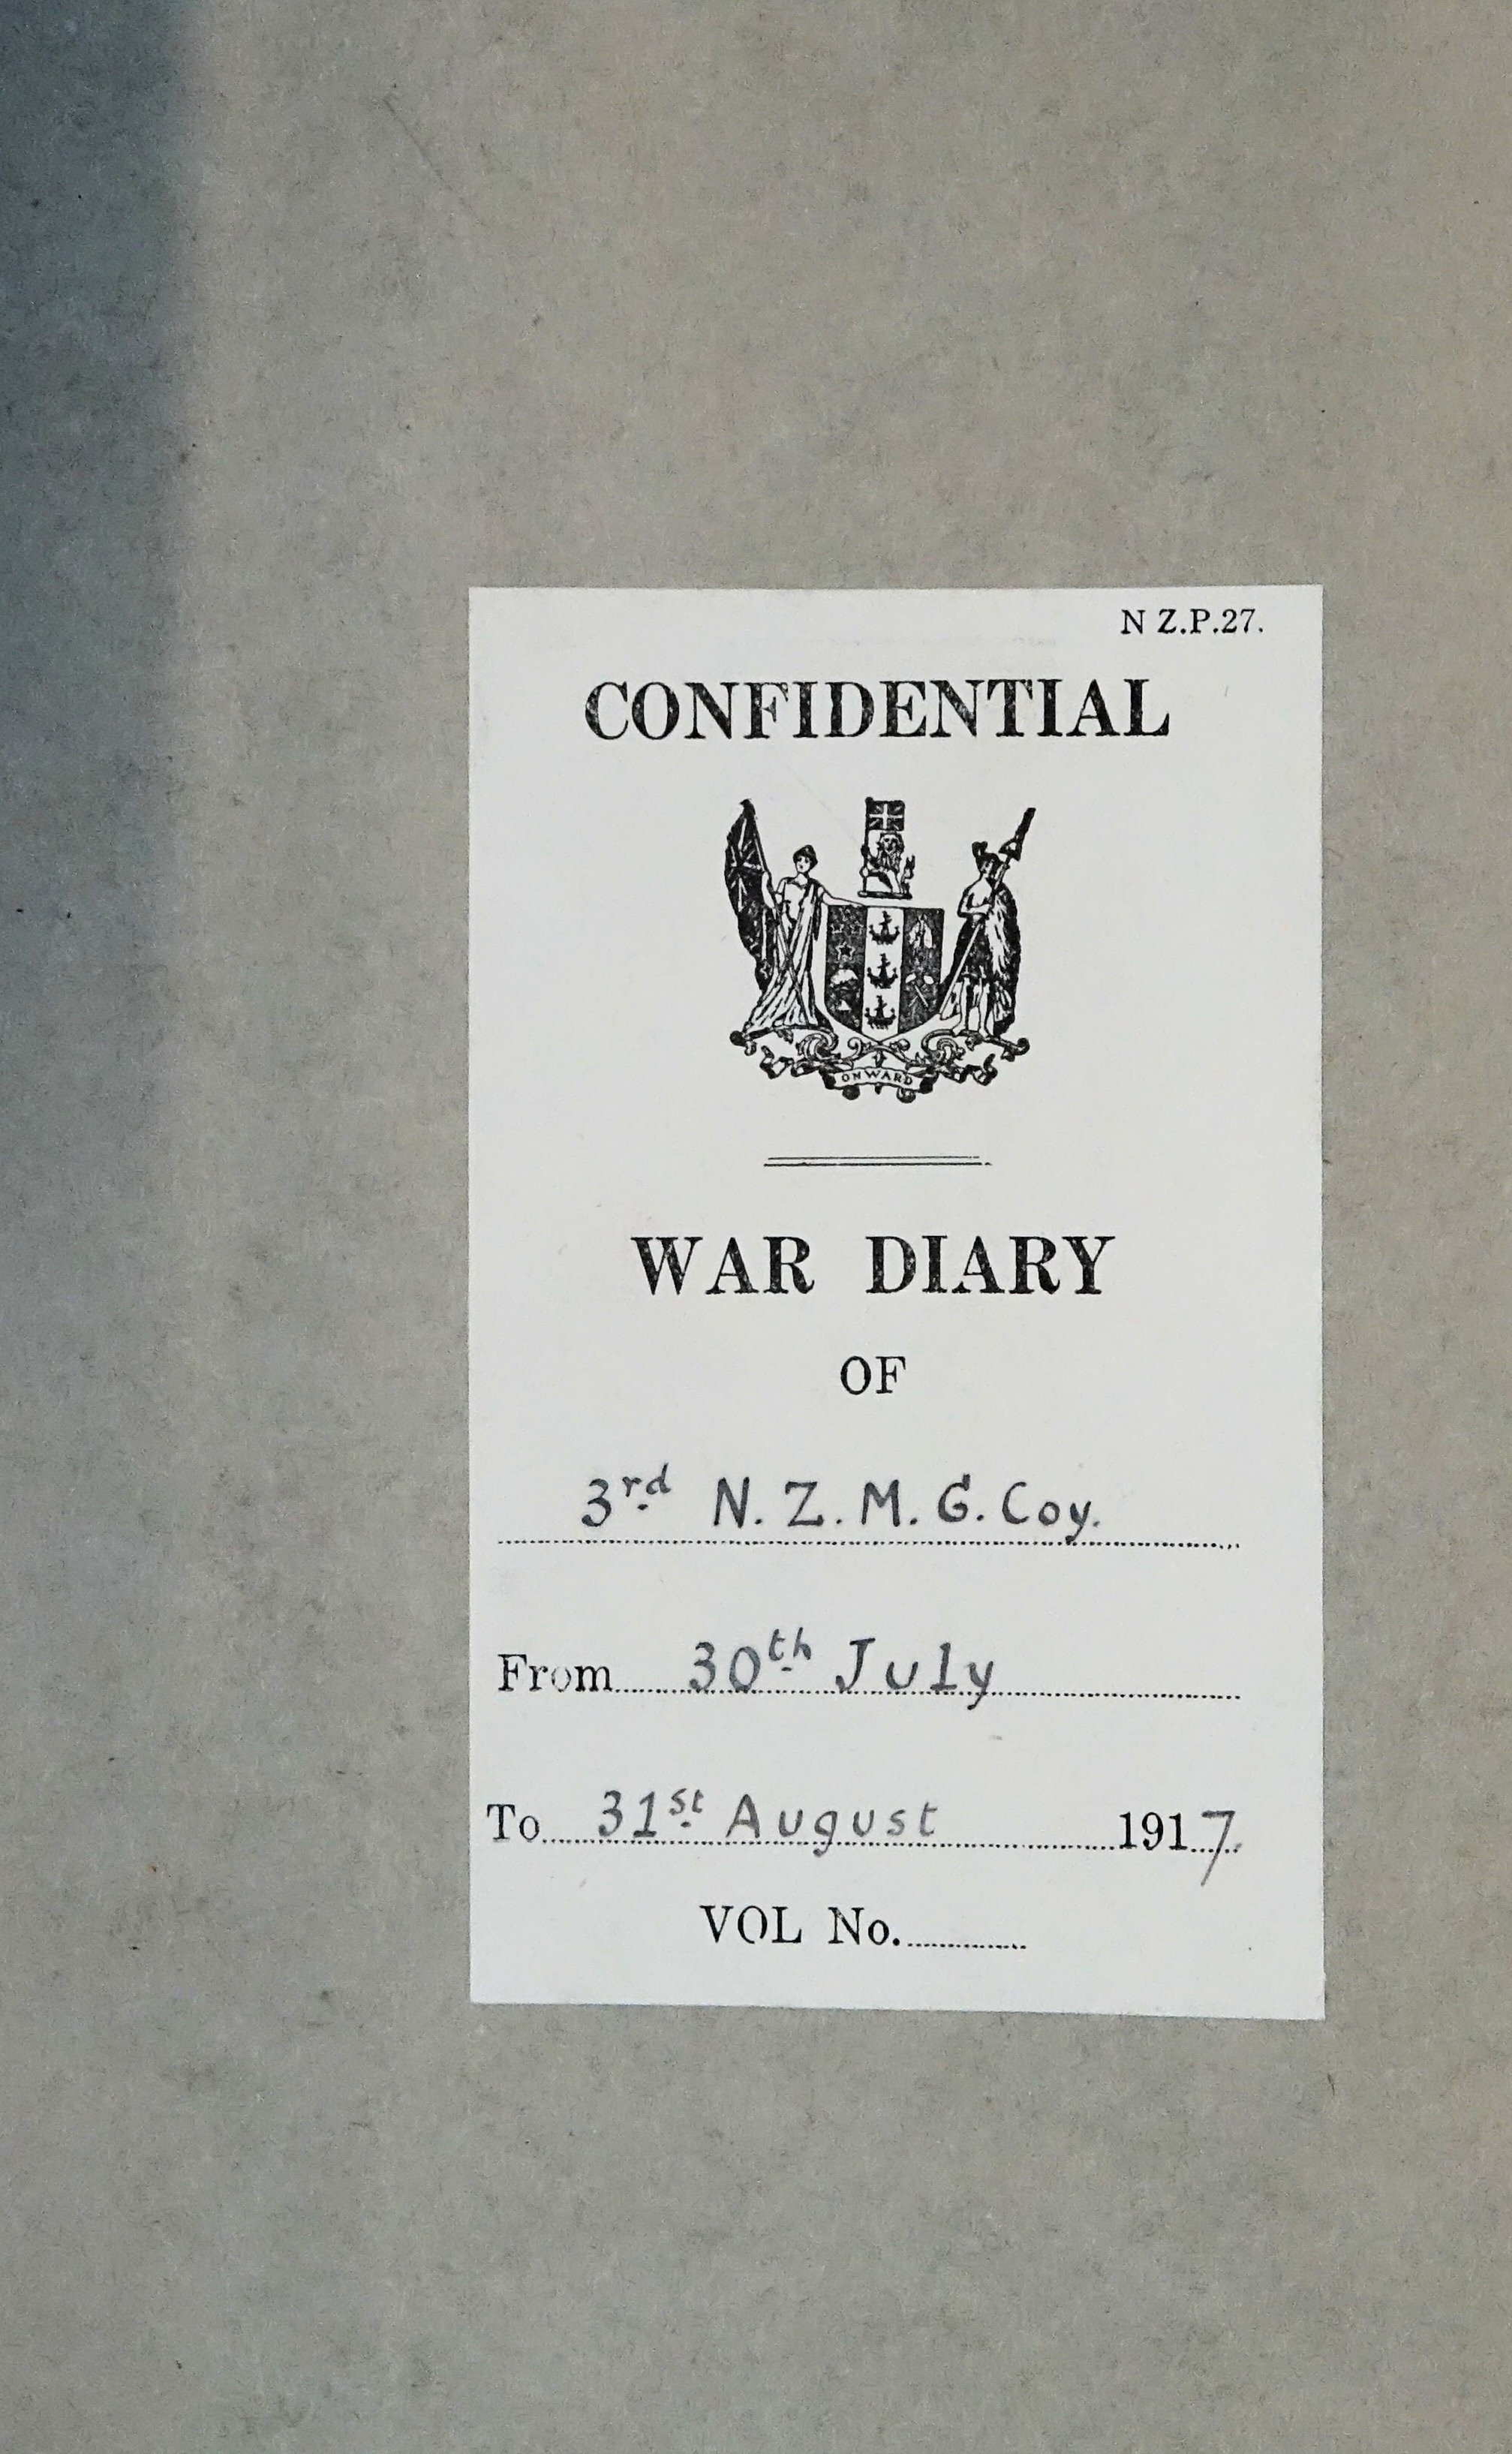 N Z.P.27.
CONFIDENTIAL
ONWARD
WAR DIARY
OF
3rd N. Z. M. G. Coy.
From 30th July
To 31st August 1917.
VOL No.